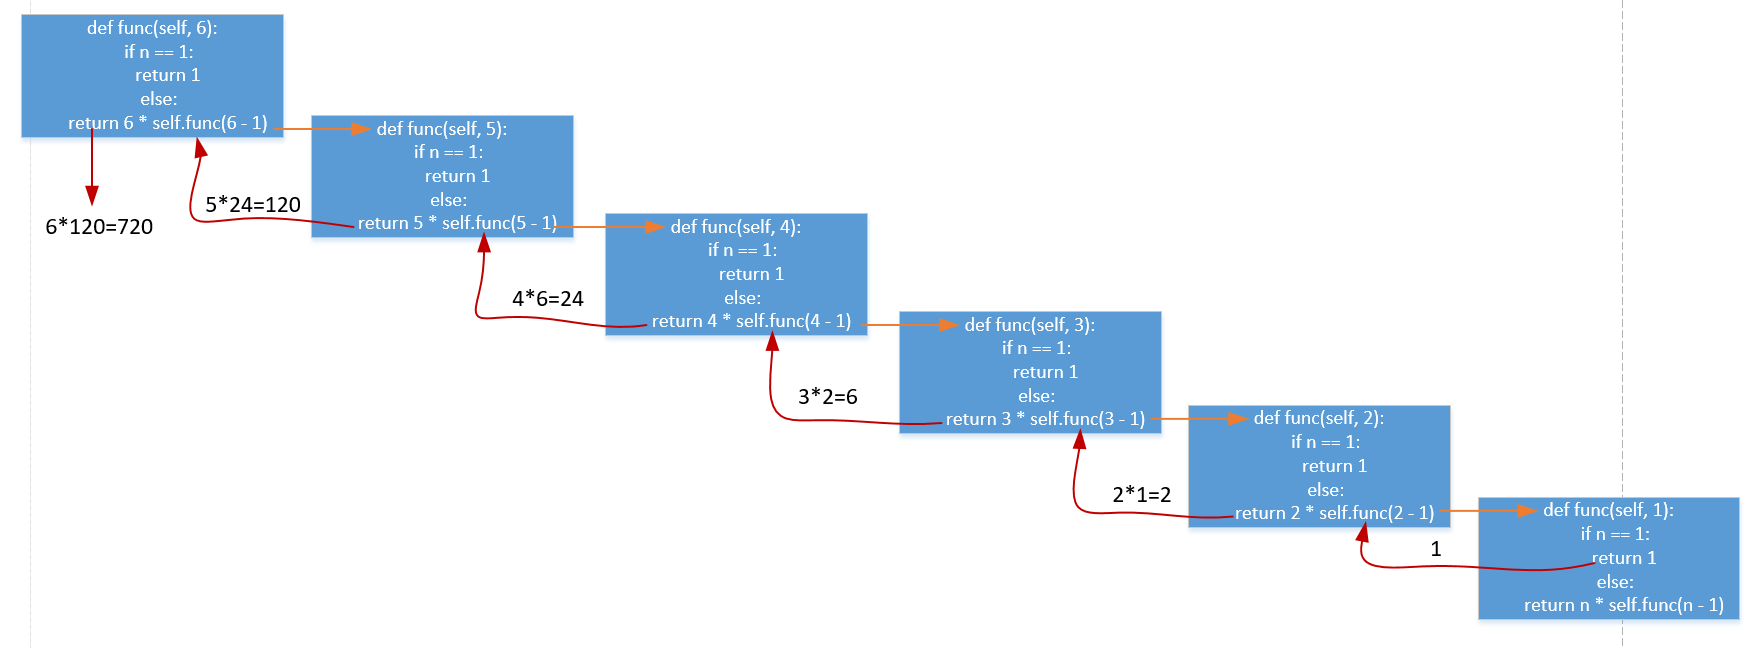 def func(self, 6):
if n == 1:
return 1
else:
return 6 * self.func(6 - 1)
6*120=720
5*24=120
def func(self, 5):
if n == 1:
return 1
else:
return 5 * self.func(5 - 1)
4*6=24
def func(self, 4):
if n == 1:
return 1
else:
return 4 * self.func(4 - 1)
3*2=6
def func(self, 3):
if n == 1:
return 1
else:
return 3 * self.func(3 - 1)
2*1=2
def func(self, 2):
if n == 1:
return 1
else:
return 2 * self.func(2 - 1)
1
def func(self, 1):
if n == 1:
return 1
else:
return n * self.func(n - 1)